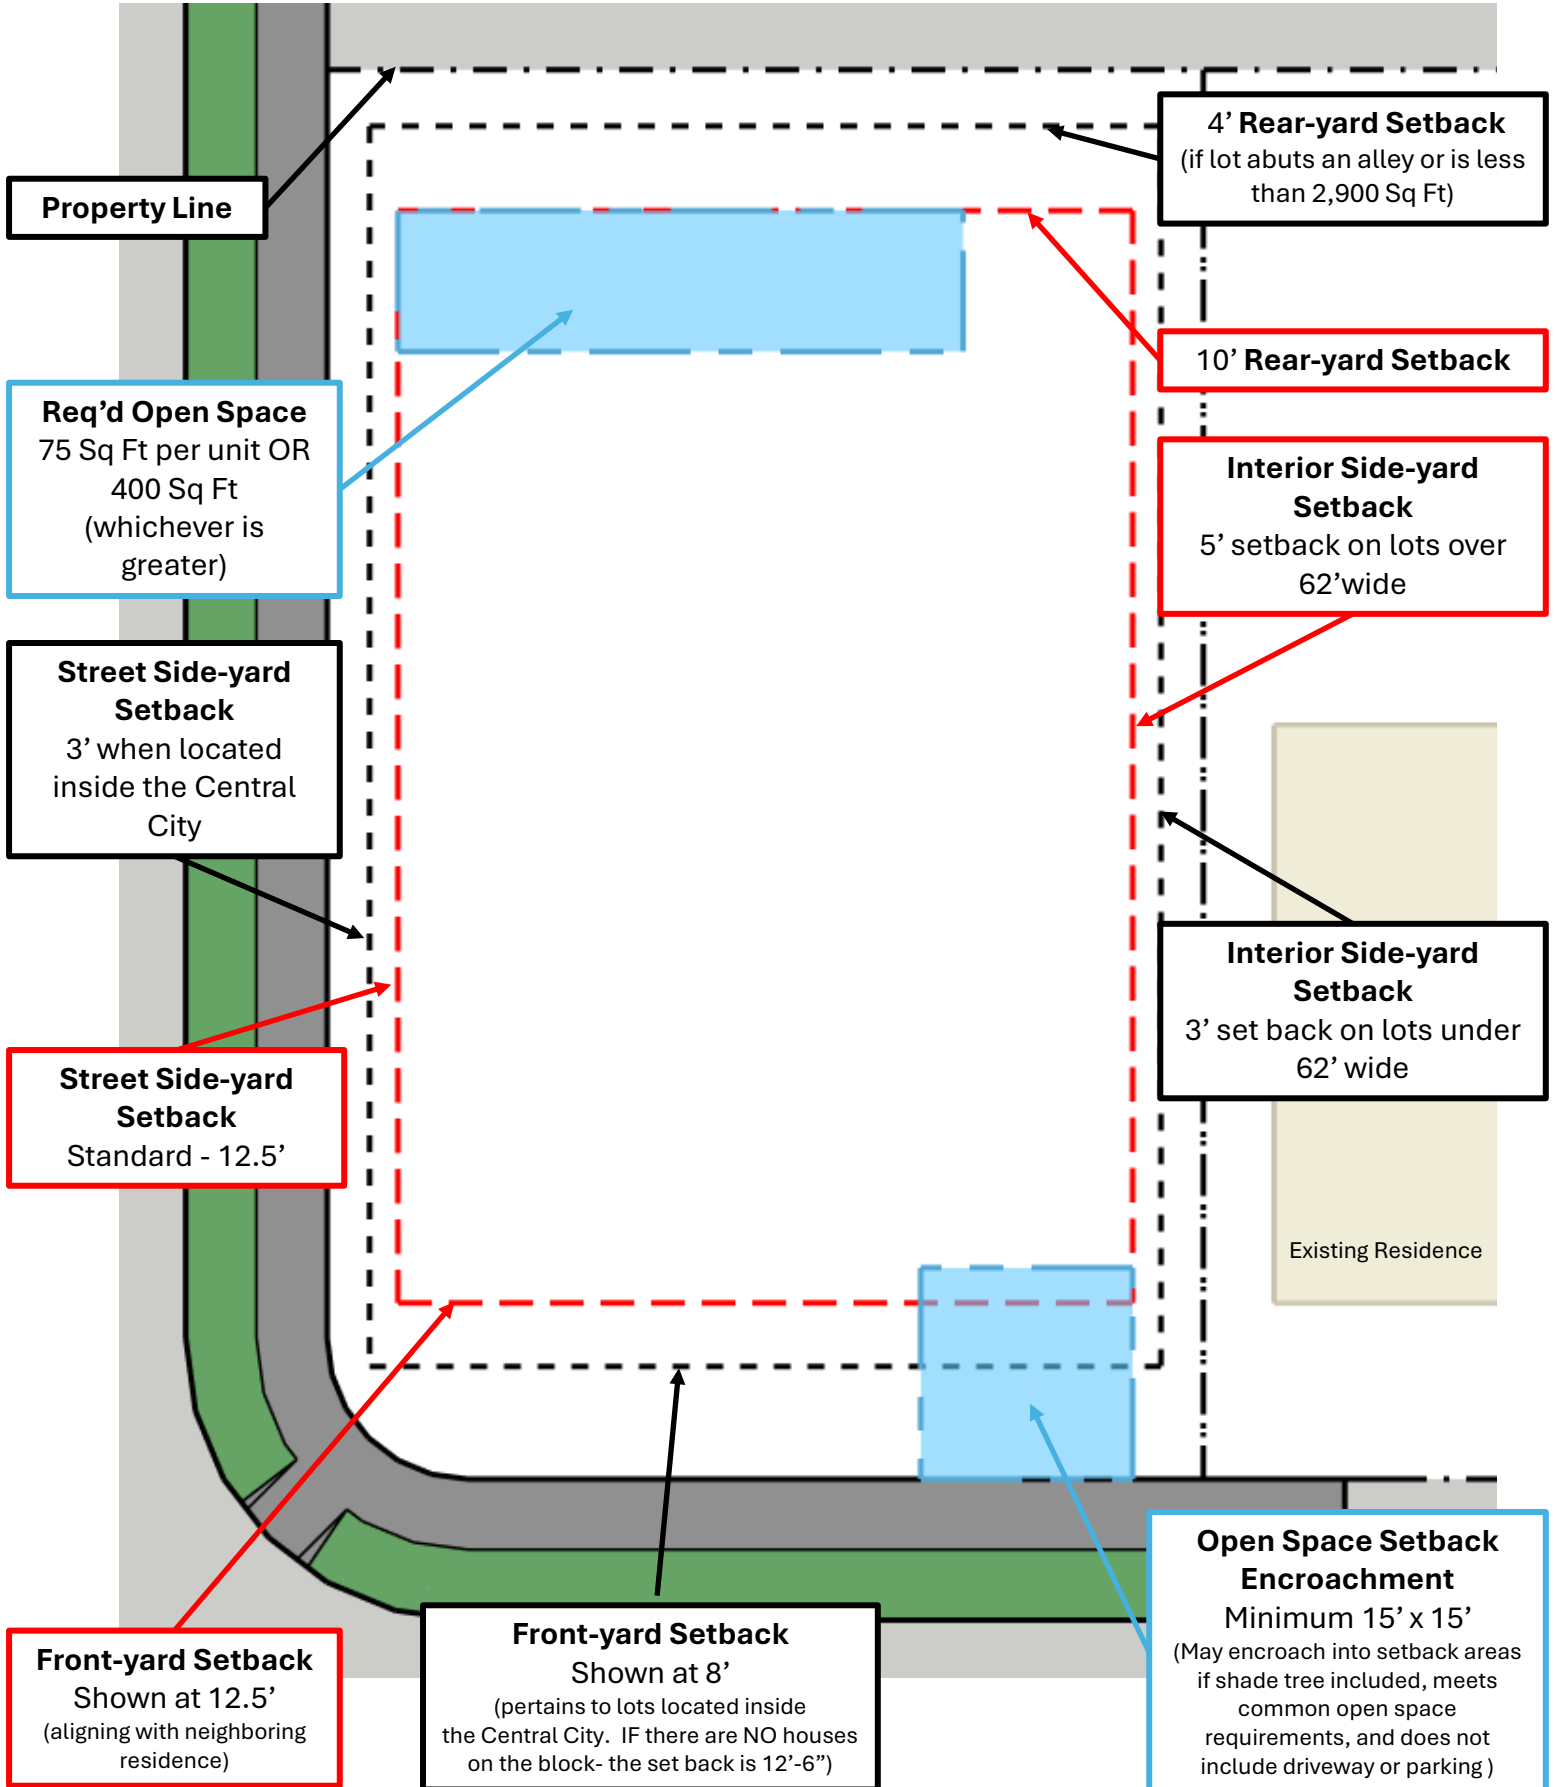 Property Line
4’ Rear-yard Setback
(if lot abuts an alley or is less
than 2,900 Sq Ft)
10’ Rear-yard Setback
Req’d Open Space
75 Sq Ft per unit OR
400 Sq Ft
(whichever is
greater)
Interior Side-yard
Setback
5’ setback on lots over
62’wide
Street Side-yard
Setback
3’ when located
inside the Central
City
Interior Side-yard
Setback
3’ set back on lots under
62’ wide
Street Side-yard
Setback
Standard - 12.5’
Existing Residence
Front-yard Setback
Shown at 12.5’
(aligning with neighboring
residence)
Front-yard Setback
Shown at 8’
(pertains to lots located inside
the Central City.  IF there are NO houses
on the block- the set back is 12’-6”)
Open Space Setback
Encroachment
Minimum 15’ x 15’
(May encroach into setback areas
if shade tree included, meets
common open space
requirements, and does not
include driveway or parking )